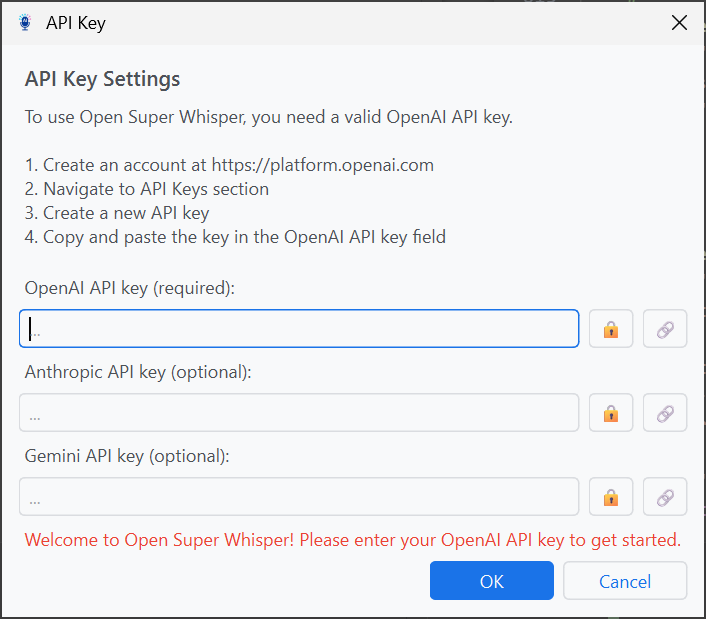 API Key
API Key Settings
To use Open Super Whisper, you need a valid OpenAI API key.
1. Create an account at https://platform.openai.com
2. Navigate to API Keys section
3. Create a new API key
4. Copy and paste the key in the OpenAI API key field
OpenAI API key (required):
...
Anthropic API key (optional):
...
Gemini API key (optional):
...
Welcome to Open Super Whisper! Please enter your OpenAI API key to get started.
OK
Cancel